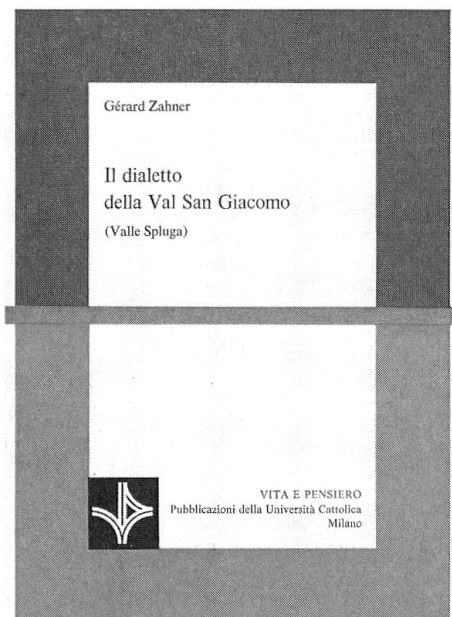 Gérard Zahner
Il dialetto
della Val San Giacomo
(Valle Spluga)
VITA E PENSIERO
Pubblicazioni della Università Cattolica
Milano